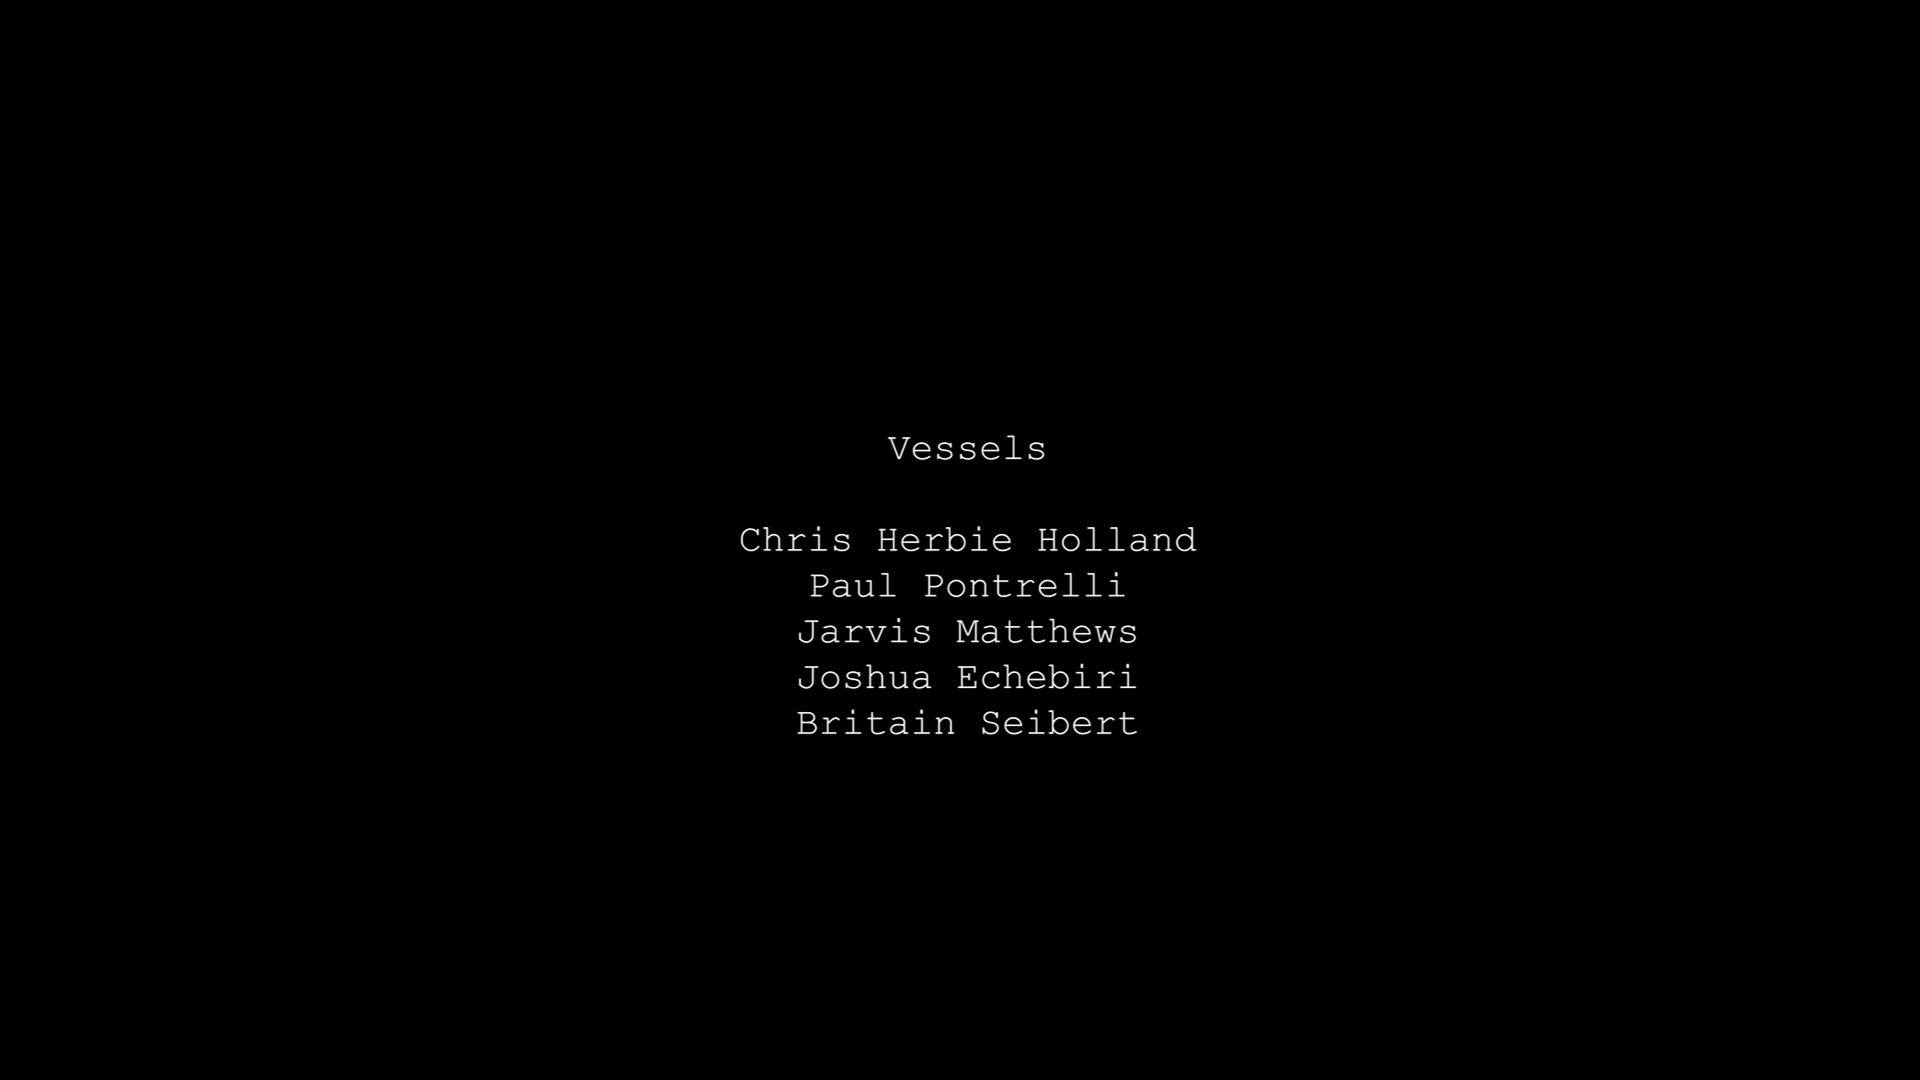 Vessels
Chris Herbie Holland
Paul Pontrelli
Jarvis Matthews
Joshua Echebiri
Britain Seibert